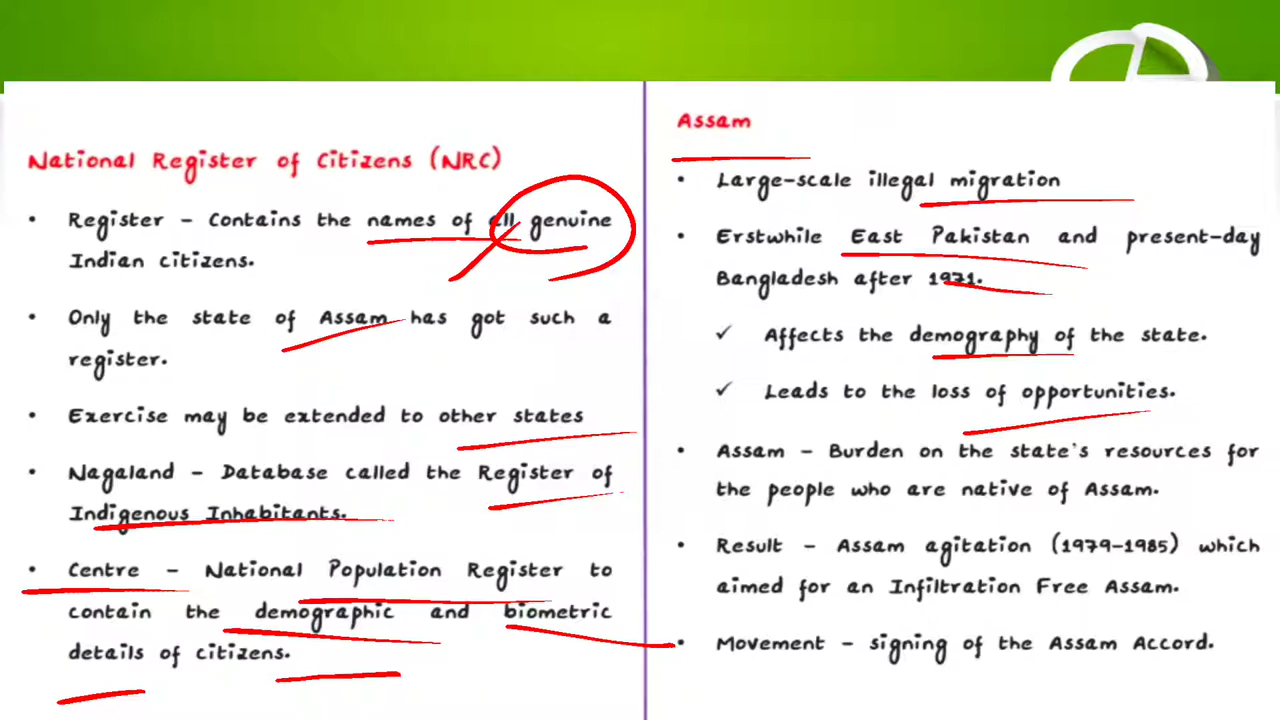 National Register of Citizens (NRC)
• Register – Contains the names of all genuine
Indian citizens.
• Only the state of Assam has got such a
register.
• Exercise may be extended to other states
• Nagaland – Database called the Register of
Indigenous Inhabitants.
• Centre – National Population Register to
contain the demographic and biometric
details of citizens.
Assam
• Large-scale illegal migration
• Erstwhile East Pakistan and present-day
Bangladesh after 1971.
✓ Affects the demography of the state.
✓ Leads to the loss of opportunities.
• Assam – Burden on the state's resources for
the people who are native of Assam.
• Result – Assam agitation (1979-1985) which
aimed for an Infiltration Free Assam.
• Movement – signing of the Assam Accord.